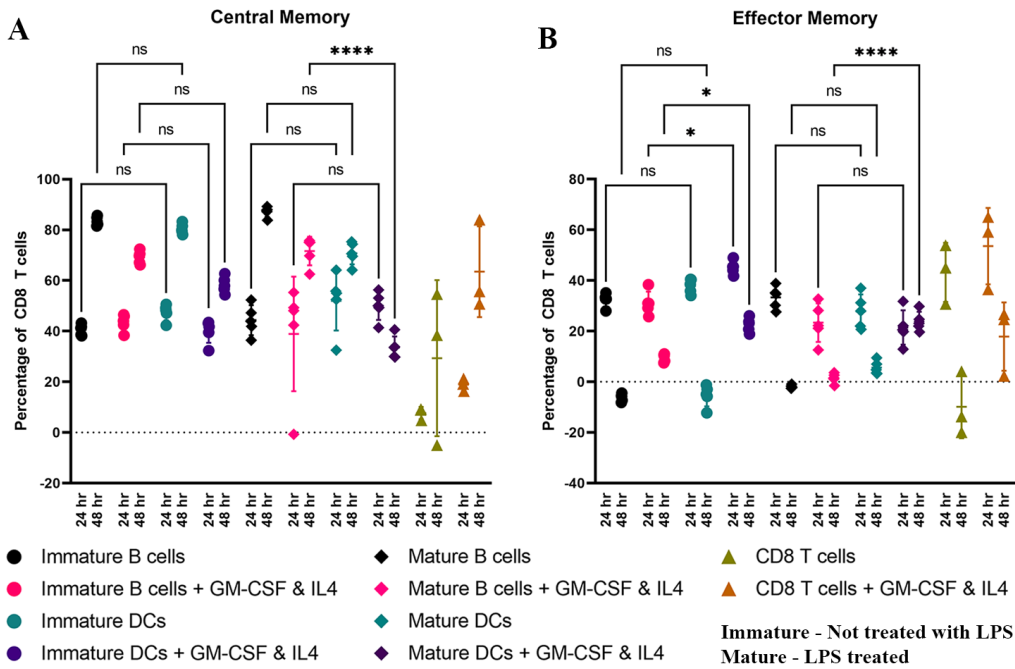 A
Central Memory
ns
****
ns
ns
ns
ns
ns
ns
Percentage of CD8 T cells
100
80
60
40
20
0
-20
24 hr
48 hr
24 hr
48 hr
24 hr
48 hr
24 hr
48 hr
24 hr
48 hr
24 hr
48 hr
24 hr
48 hr
24 hr
48 hr
24 hr
48 hr
24 hr
48 hr
B
Effector Memory
ns
****
*
ns
*
ns
ns
ns
Percentage of CD8 T cells
80
60
40
20
0
-20
-40
24 hr
48 hr
24 hr
48 hr
24 hr
48 hr
24 hr
48 hr
24 hr
48 hr
24 hr
48 hr
24 hr
48 hr
24 hr
48 hr
24 hr
48 hr
24 hr
48 hr
Immature B cells
Immature B cells + GM-CSF & IL4
Immature DCs
Immature DCs + GM-CSF & IL4
Mature B cells
Mature B cells + GM-CSF & IL4
Mature DCs
Mature DCs + GM-CSF & IL4
CD8 T cells
CD8 T cells + GM-CSF & IL4
Immature - Not treated with LPS
Mature - LPS treated